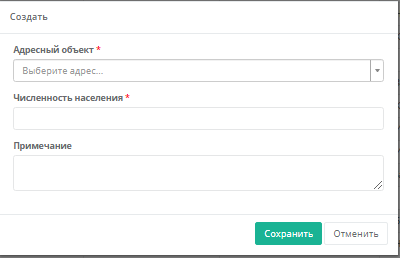 Создать
Адресный объект *
Выберите адрес...
Численность населения *
Примечание
Сохранить Отменить